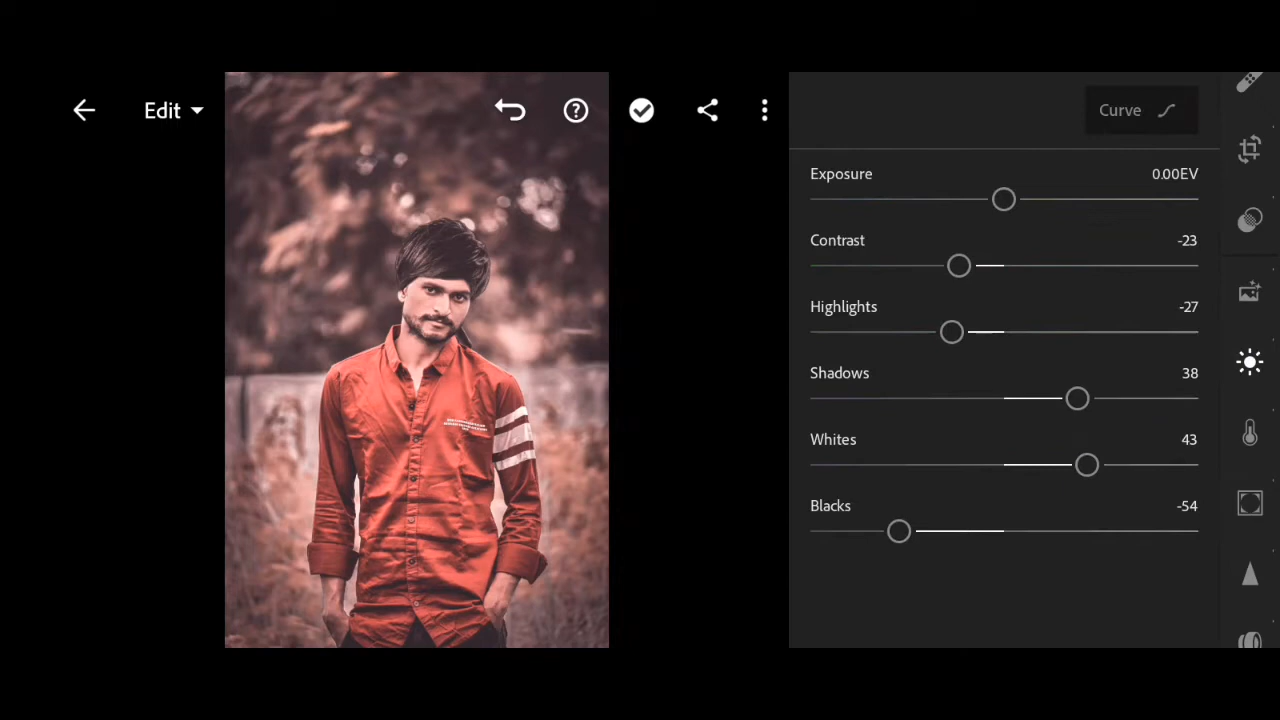 Edit
Curve
Exposure 0.00EV
Contrast -23
Highlights -27
Shadows 38
Whites 43
Blacks -54